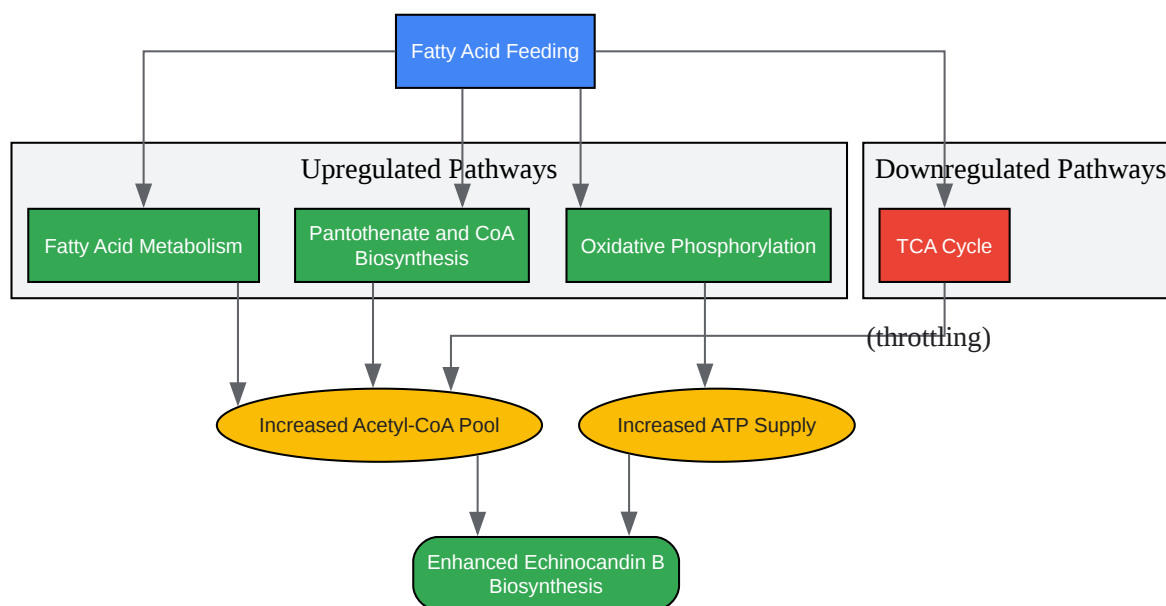 Fatty Acid Feeding
Upregulated Pathways
Downregulated Pathways
Fatty Acid Metabolism
Pantothenate and CoA
Biosynthesis
Oxidative Phosphorylation
TCA Cycle
(throttling)
Increased Acetyl-CoA Pool
Increased ATP Supply
Enhanced Echinocandin B
Biosynthesis